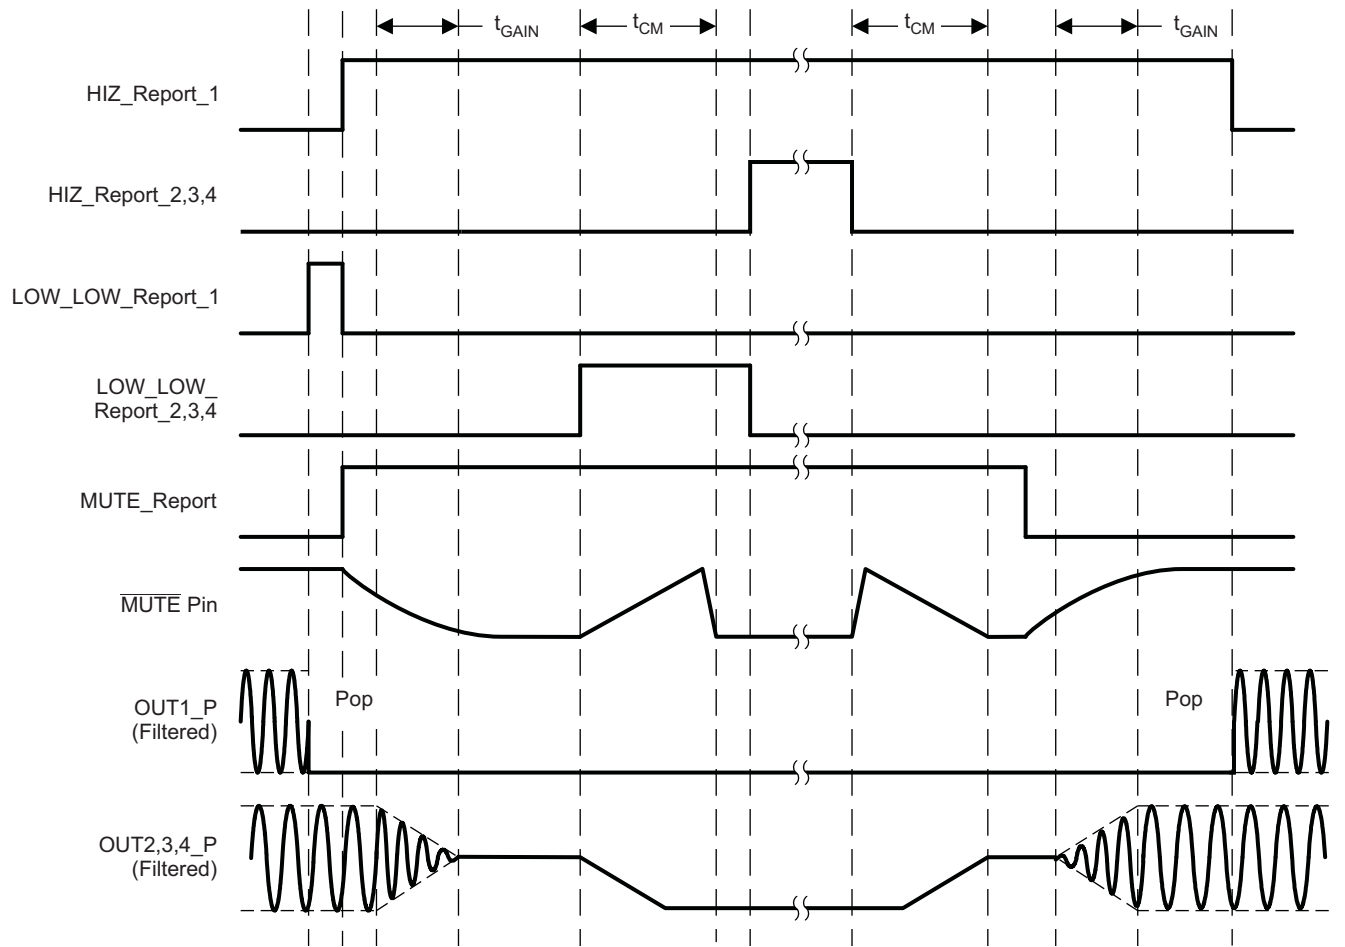 t_GAIN
t_CM
t_CM
t_GAIN
HIZ_Report_1
HIZ_Report_2,3,4
LOW_LOW_Report_1
LOW_LOW_
Report_2,3,4
MUTE_Report
MUTE Pin
Pop
Pop
OUT1_P
(Filtered)
OUT2,3,4_P
(Filtered)